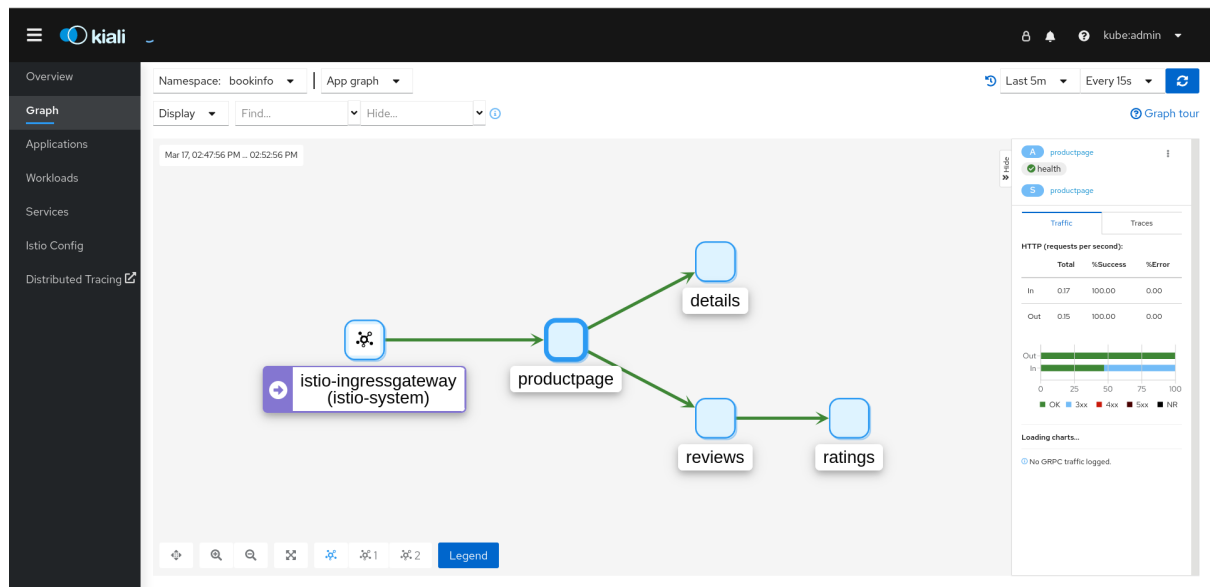 kiali
kube:admin
Overview
Graph
Applications
Workloads
Services
Istio Config
Distributed Tracing
Namespace: bookinfo
App graph
Last 5m
Every 15s
Display
Find...
Hide...
Graph tour
Mar 17, 02:47:56 PM ... 02:52:56 PM
Hide
details
istio-ingressgateway
(istio-system)
productpage
reviews
ratings
1
2
Legend
A productpage
health
S productpage
Traffic Traces
HTTP (requests per second):
Total %Success %Error
In 0.17 100.00 0.00
Out 0.15 100.00 0.00
Out
In
0 25 50 75 100
OK 3xx 4xx 5xx NR
Loading charts...
No GRPC traffic logged.